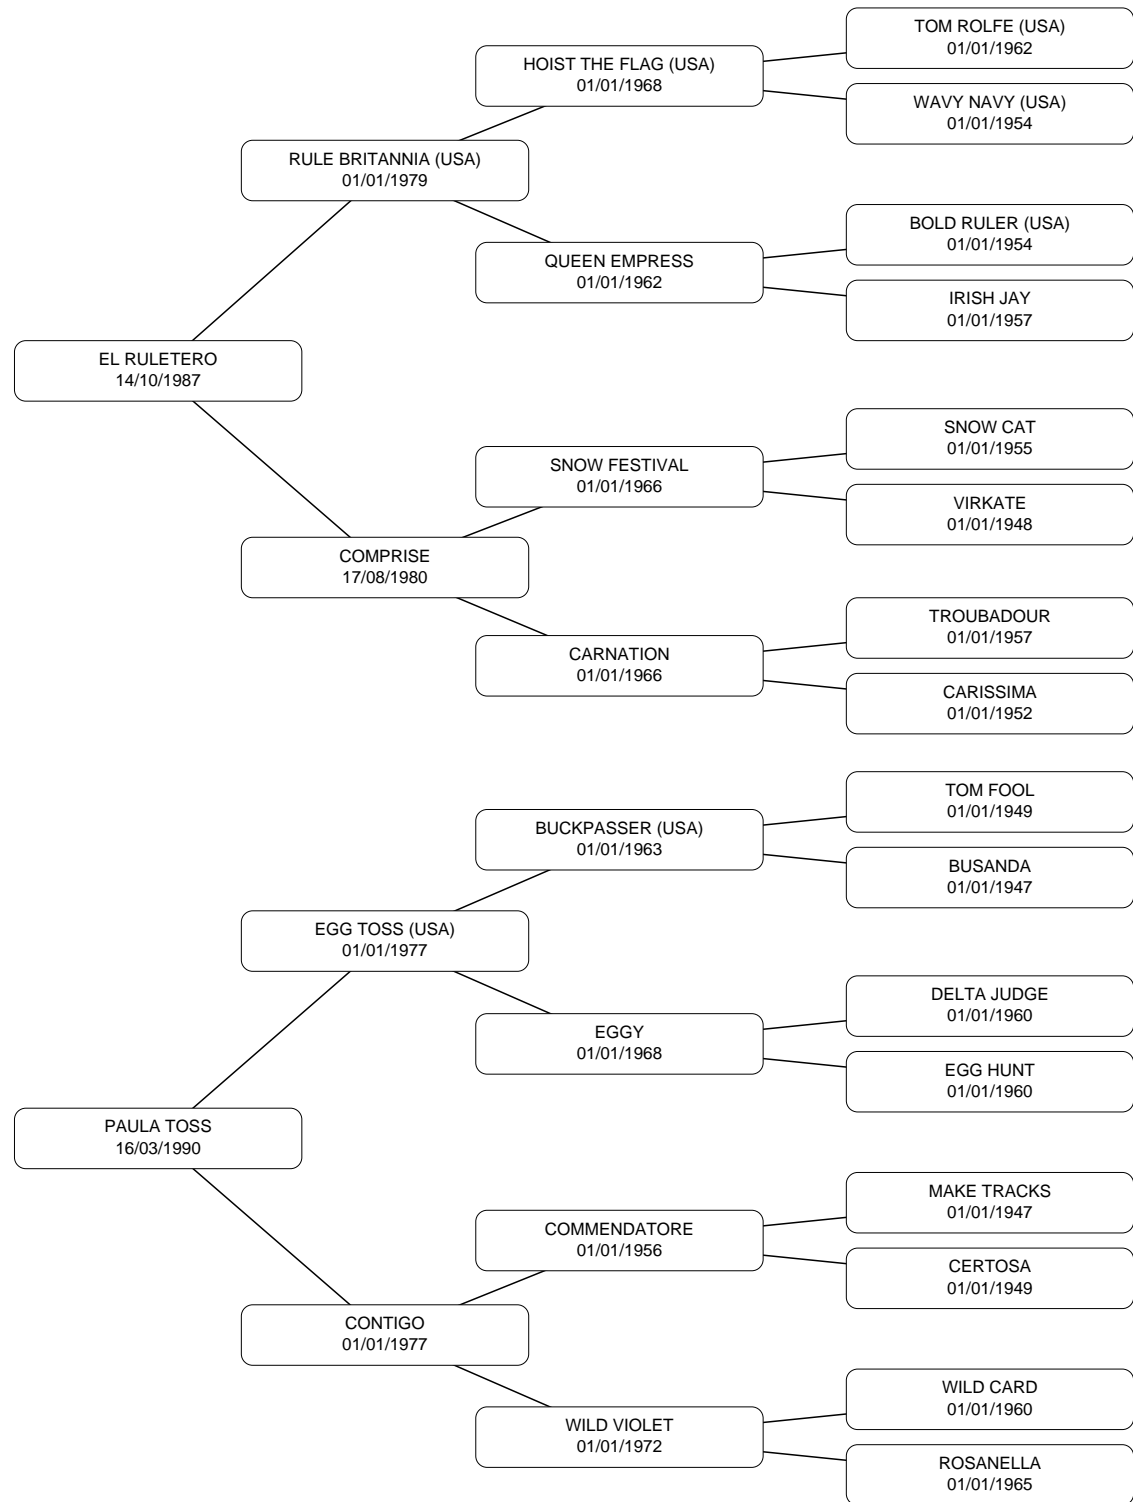 TOM ROLFE (USA)
01/01/1962
HOIST THE FLAG (USA)
01/01/1968
WAVY NAVY (USA)
01/01/1954
RULE BRITANNIA (USA)
01/01/1979
BOLD RULER (USA)
01/01/1954
QUEEN EMPRESS
01/01/1962
IRISH JAY
01/01/1957
EL RULETERO
14/10/1987
SNOW CAT
01/01/1955
SNOW FESTIVAL
01/01/1966
VIRKATE
01/01/1948
COMPRISE
17/08/1980
TROUBADOUR
01/01/1957
CARNATION
01/01/1966
CARISSIMA
01/01/1952
TOM FOOL
01/01/1949
BUCKPASSER (USA)
01/01/1963
BUSANDA
01/01/1947
EGG TOSS (USA)
01/01/1977
DELTA JUDGE
01/01/1960
EGGY
01/01/1968
EGG HUNT
01/01/1960
PAULA TOSS
16/03/1990
MAKE TRACKS
01/01/1947
COMMENDATORE
01/01/1956
CERTOSA
01/01/1949
CONTIGO
01/01/1977
WILD CARD
01/01/1960
WILD VIOLET
01/01/1972
ROSANELLA
01/01/1965